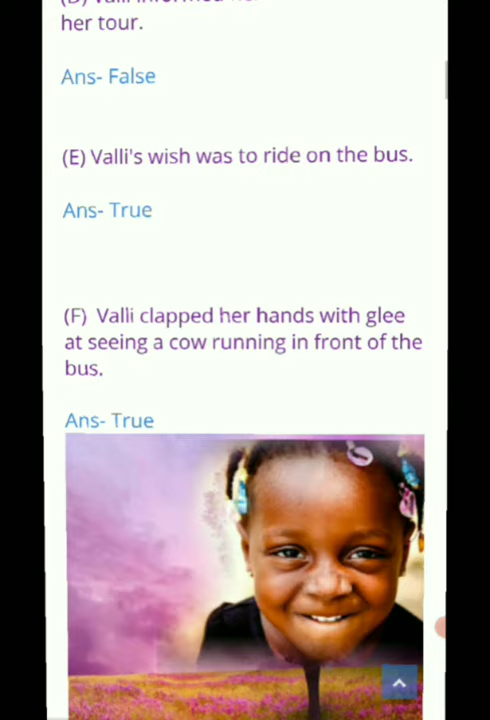 her tour.
Ans- False
(E) Valli's wish was to ride on the bus.
Ans- True
(F) Valli clapped her hands with glee
at seeing a cow running in front of the
bus.
Ans- True